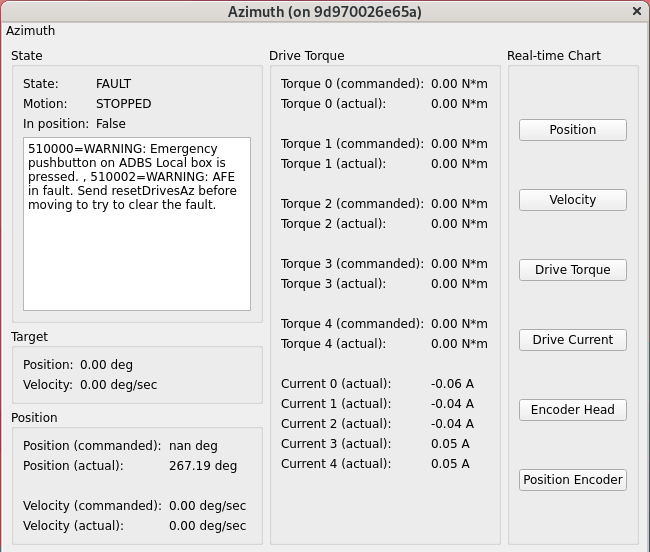 Azimuth (on 9d970026e65a)
×
Azimuth
State
State: FAULT
Motion: STOPPED
In position: False
510000=WARNING: Emergency
pushbutton on ADBS Local box is
pressed. , 510002=WARNING: AFE
in fault. Send resetDrivesAz before
moving to try to clear the fault.
Target
Position: 0.00 deg
Velocity: 0.00 deg/sec
Position
Position (commanded): nan deg
Position (actual): 267.19 deg
Velocity (commanded): 0.00 deg/sec
Velocity (actual): 0.00 deg/sec
Drive Torque
Torque 0 (commanded): 0.00 N*m
Torque 0 (actual): 0.00 N*m
Torque 1 (commanded): 0.00 N*m
Torque 1 (actual): 0.00 N*m
Torque 2 (commanded): 0.00 N*m
Torque 2 (actual): 0.00 N*m
Torque 3 (commanded): 0.00 N*m
Torque 3 (actual): 0.00 N*m
Torque 4 (commanded): 0.00 N*m
Torque 4 (actual): 0.00 N*m
Current 0 (actual): -0.06 A
Current 1 (actual): -0.04 A
Current 2 (actual): -0.04 A
Current 3 (actual): 0.05 A
Current 4 (actual): 0.05 A
Real-time Chart
Position
Velocity
Drive Torque
Drive Current
Encoder Head
Position Encoder